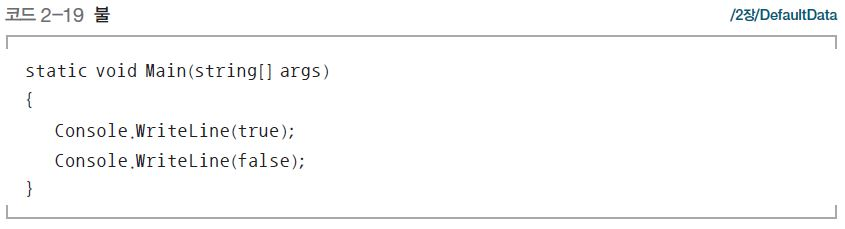 코드 2-19 불 /2장/DefaultData
static void Main(string[] args)
{
Console.WriteLine(true);
Console.WriteLine(false);
}